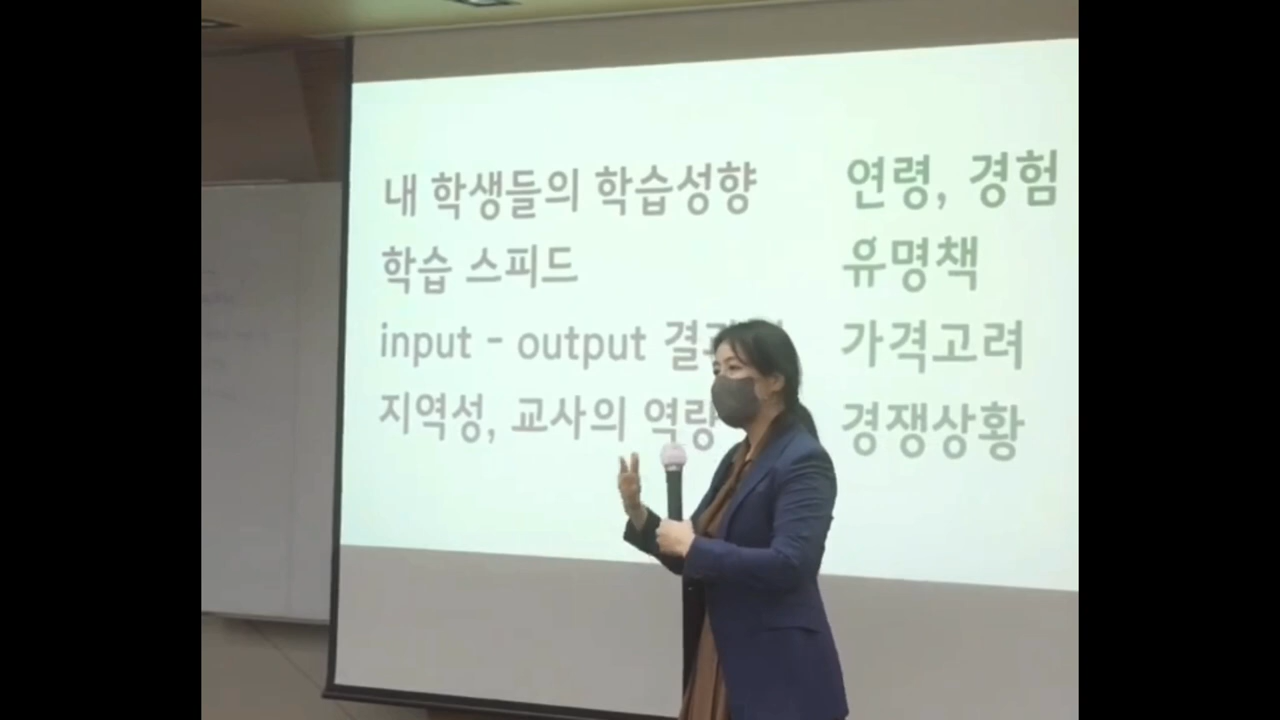 내 학생들의 학습성향
학습 스피드
input - output
지역성, 교사의 역량
연령, 경험
유명책
가격고려
경쟁상황